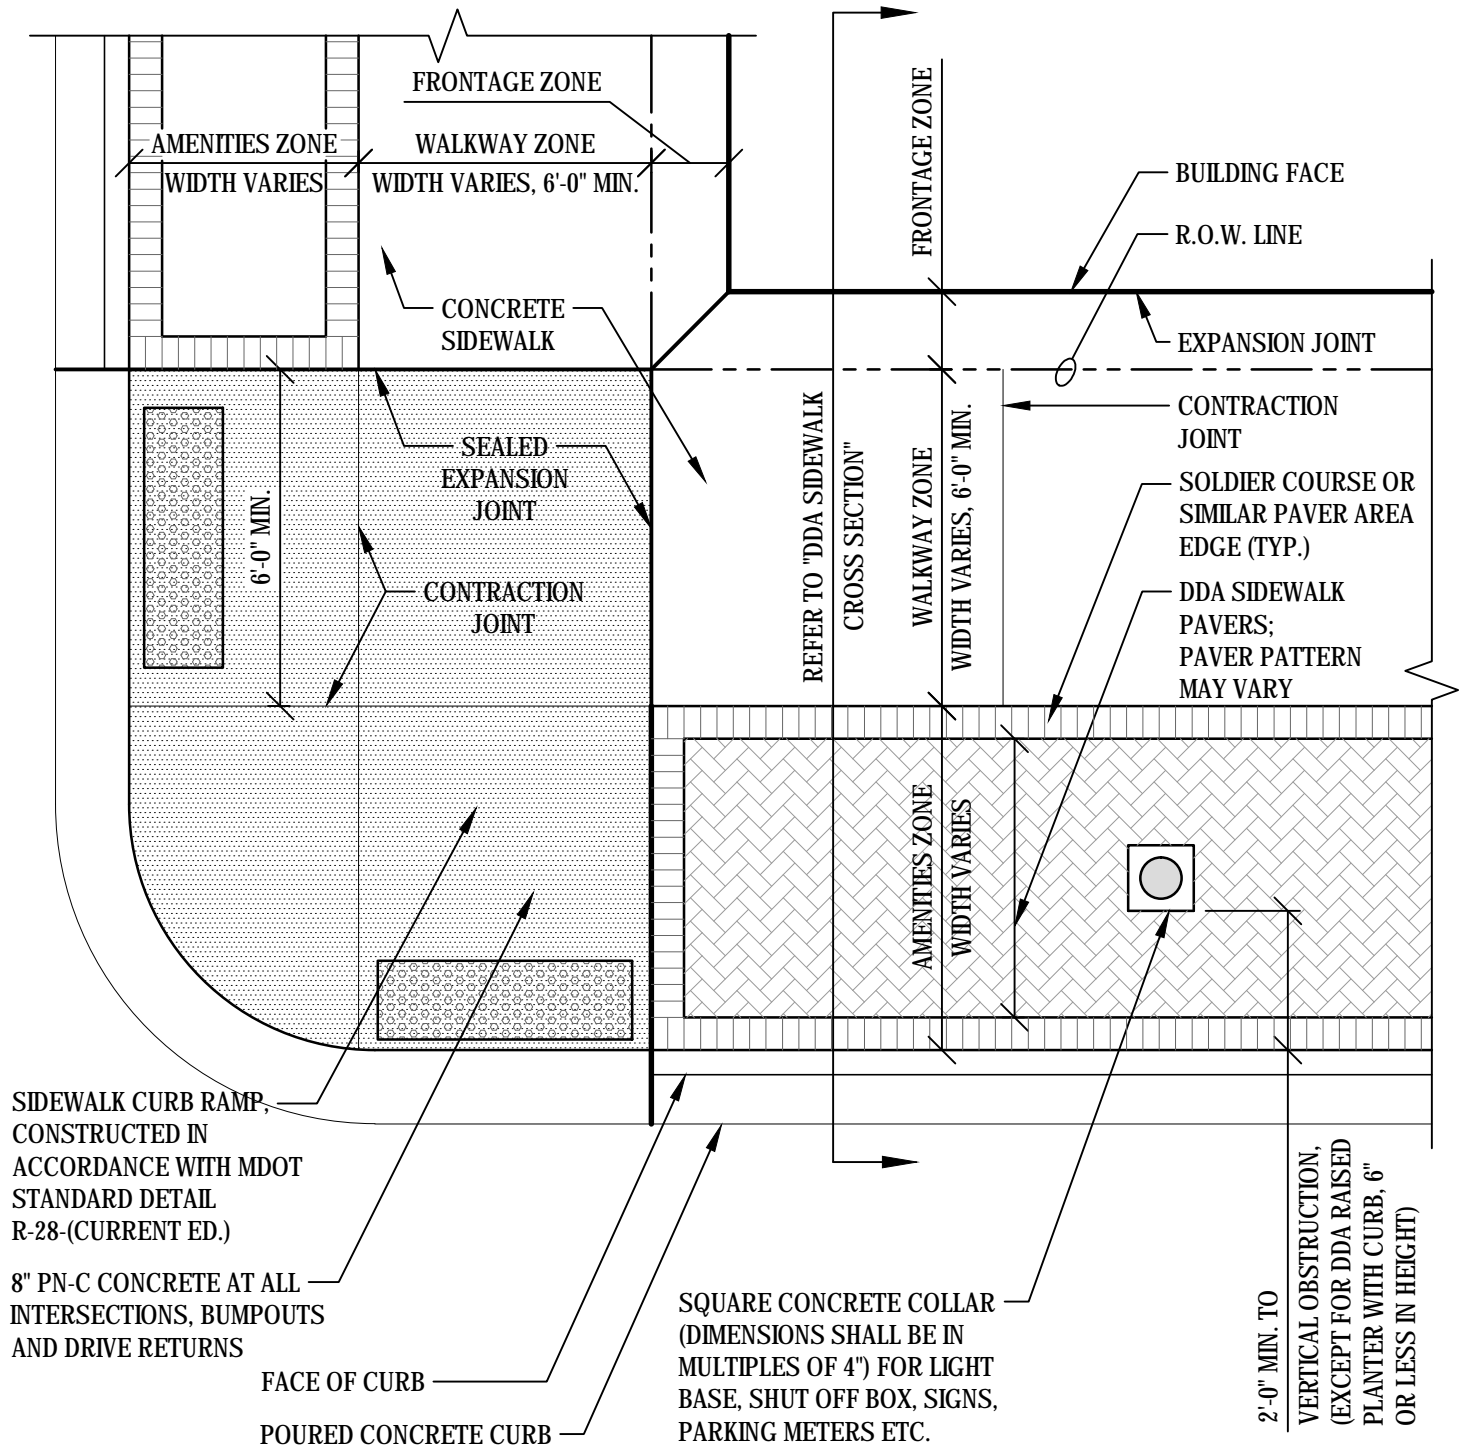 FRONTAGE ZONE
AMENITIES ZONE
WIDTH VARIES
WALKWAY ZONE
WIDTH VARIES, 6'-0" MIN.
FRONTAGE ZONE
BUILDING FACE
R.O.W. LINE
CONCRETE
SIDEWALK
EXPANSION JOINT
CONTRACTION
JOINT
SEALED
EXPANSION
JOINT
6'-0" MIN.
REFER TO "DDA SIDEWALK
CROSS SECTION"
WALKWAY ZONE
WIDTH VARIES, 6'-0" MIN.
SOLDIER COURSE OR
SIMILAR PAVER AREA
EDGE (TYP.)
CONTRACTION
JOINT
DDA SIDEWALK
PAVERS;
PAVER PATTERN
MAY VARY
AMENITIES ZONE
WIDTH VARIES
SIDEWALK CURB RAMP,
CONSTRUCTED IN
ACCORDANCE WITH MDOT
STANDARD DETAIL
R-28-(CURRENT ED.)
8" PN-C CONCRETE AT ALL
INTERSECTIONS, BUMPOUTS
AND DRIVE RETURNS
FACE OF CURB
POURED CONCRETE CURB
SQUARE CONCRETE COLLAR
(DIMENSIONS SHALL BE IN
MULTIPLES OF 4") FOR LIGHT
BASE, SHUT OFF BOX, SIGNS,
PARKING METERS ETC.
2'-0" MIN. TO
VERTICAL OBSTRUCTION,
(EXCEPT FOR DDA RAISED
PLANTER WITH CURB, 6"
OR LESS IN HEIGHT)